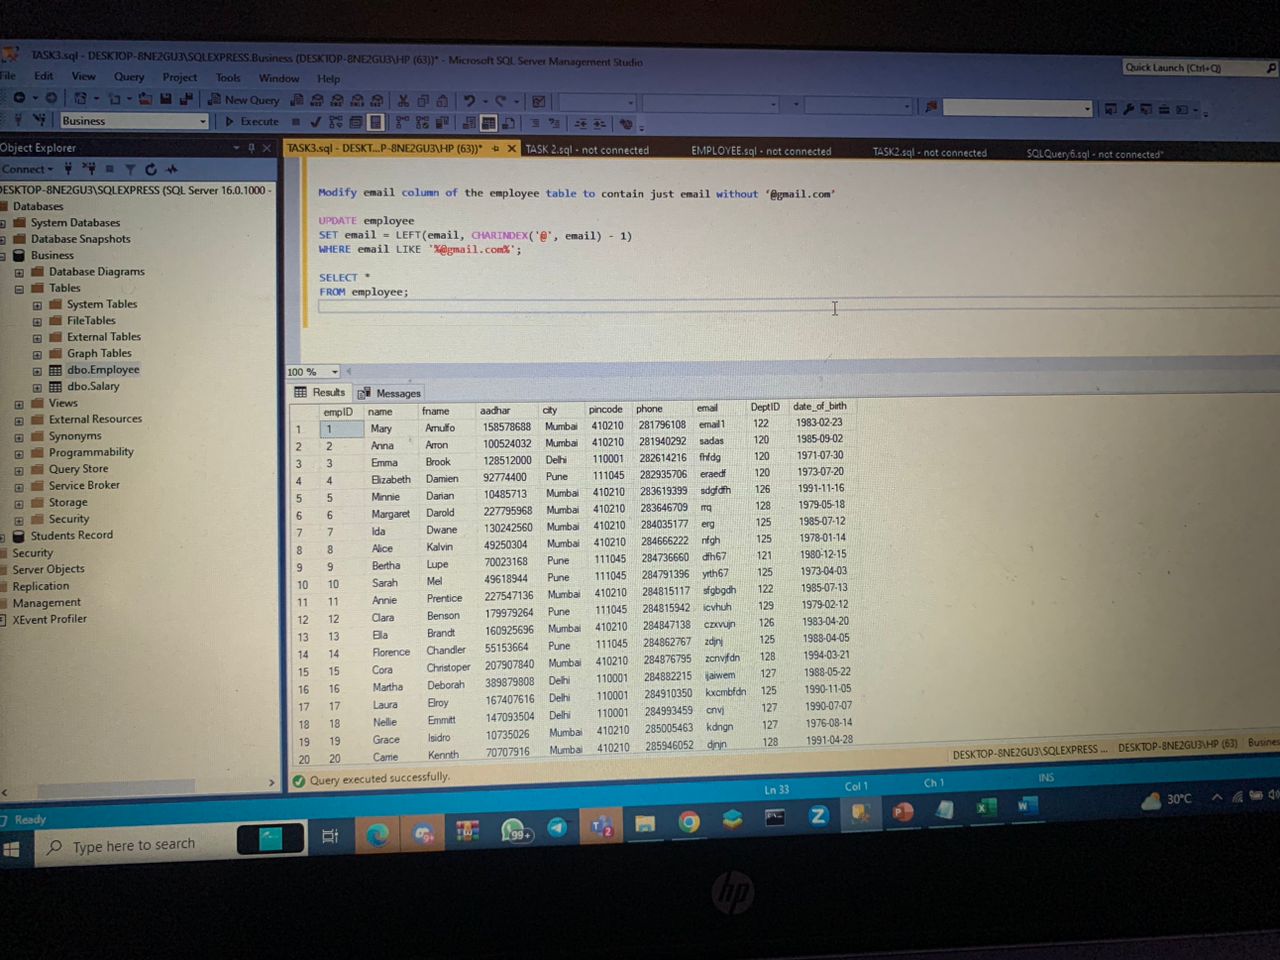 TASK3.sql - DESKTOP-8NE2GU3\SQLEXPRESS.Business (DESKTOP-8NE2GU3\HP (63))* - Microsoft SQL Server Management Studio
Quick Launch (Ctrl+Q)
File Edit View Query Project Tools Window Help
New Query
Business Execute
Object Explorer
TASK3.sql - DESKT...P-8NE2GU3\HP (63))* TASK 2.sql - not connected EMPLOYEE.sql - not connected TASK2.sql - not connected SQLQuery6.sql - not connected*
Connect
DESKTOP-8NE2GU3\SQLEXPRESS (SQL Server 16.0.1000 -
Databases
System Databases
Database Snapshots
Business
Database Diagrams
Tables
System Tables
FileTables
External Tables
Graph Tables
dbo.Employee
dbo.Salary
Views
External Resources
Synonyms
Programmability
Query Store
Service Broker
Storage
Security
Students Record
Security
Server Objects
Replication
Management
XEvent Profiler
Modify email column of the employee table to contain just email without ‘@gmail.com’
UPDATE employee
SET email = LEFT(email, CHARINDEX('@', email) - 1)
WHERE email LIKE '%@gmail.com%';
SELECT *
FROM employee;
100 %
Results Messages
empID name fname aadhar city pincode phone email DeptID date_of_birth
1 1 Mary Arnulfo 158578688 Mumbai 410210 281796108 email1 122 1983-02-23
2 2 Anna Arron 100524032 Mumbai 410210 281940292 sadas 120 1985-09-02
3 3 Emma Brook 128512000 Delhi 110001 282614216 fhfdg 120 1971-07-30
4 4 Elizabeth Damien 92774400 Pune 111045 282935706 eraedf 120 1973-07-20
5 5 Minnie Darian 10485713 Mumbai 410210 283619399 sdgfdfh 126 1991-11-16
6 6 Margaret Darold 227795968 Mumbai 410210 283646709 rrq 128 1979-05-18
7 7 Ida Dwane 130242560 Mumbai 410210 284035177 erg 125 1985-07-12
8 8 Alice Kalvin 49250304 Mumbai 410210 284666222 nfgh 125 1978-01-14
9 9 Bertha Lupe 70023168 Pune 111045 284736660 dfh67 121 1980-12-15
10 10 Sarah Mel 49618944 Pune 111045 284791396 yrth67 125 1973-04-03
11 11 Annie Prentice 227547136 Mumbai 410210 284815117 sfgbgdh 122 1985-07-13
12 12 Clara Benson 179979264 Pune 111045 284815942 icvhuh 129 1979-02-12
13 13 Ella Brandt 160925696 Mumbai 410210 284847138 czxvujn 126 1983-04-20
14 14 Florence Chandler 55153664 Pune 111045 284862767 zdjnj 125 1988-04-05
15 15 Cora Christoper 207907840 Mumbai 410210 284876795 zcnvjfdn 128 1994-03-21
16 16 Martha Deborah 389879808 Delhi 110001 284882215 ijaiwem 127 1988-05-22
17 17 Laura Elroy 167407616 Delhi 110001 284910350 kxcmbfdn 125 1990-11-05
18 18 Nellie Emmitt 147093504 Delhi 110001 284993459 cnvj 127 1990-07-07
19 19 Grace Isidro 10735026 Mumbai 410210 285005463 kdngn 127 1976-08-14
20 20 Carrie Kennth 70707916 Mumbai 410210 285946052 djnjn 128 1991-04-28
Query executed successfully. DESKTOP-8NE2GU3\SQLEXPRESS ... DESKTOP-8NE2GU3\HP (63) Busines
Ready Ln 33 Col 1 Ch 1 INS
Type here to search 9+ 99+ 2 30°C
hp